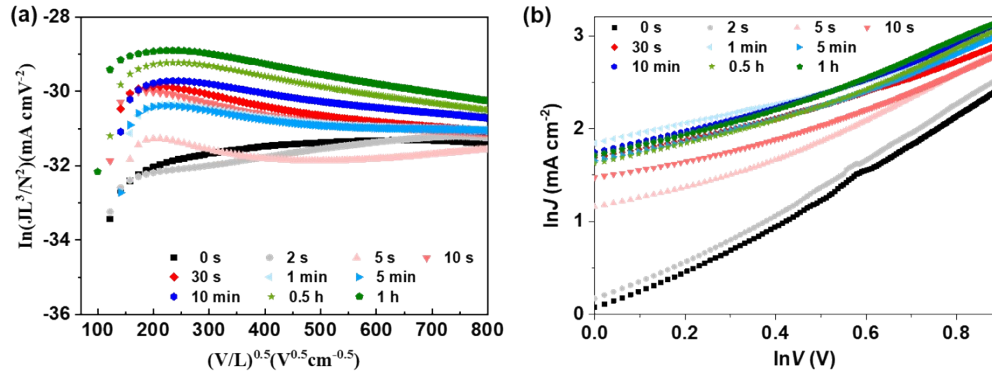 (a)
ln(JL³/N²)(mA cmV⁻²)
-28
-30
-32
-34
-36
0 s 2 s 5 s 10 s
30 s 1 min 5 min
10 min 0.5 h 1 h
100 200 300 400 500 600 700 800
(V/L)^0.5(V^0.5cm^-0.5)
(b)
lnJ (mA cm⁻²)
3
2
1
0
0 s 2 s 5 s 10 s
30 s 1 min 5 min
10 min 0.5 h 1 h
0.0 0.2 0.4 0.6 0.8
lnV (V)